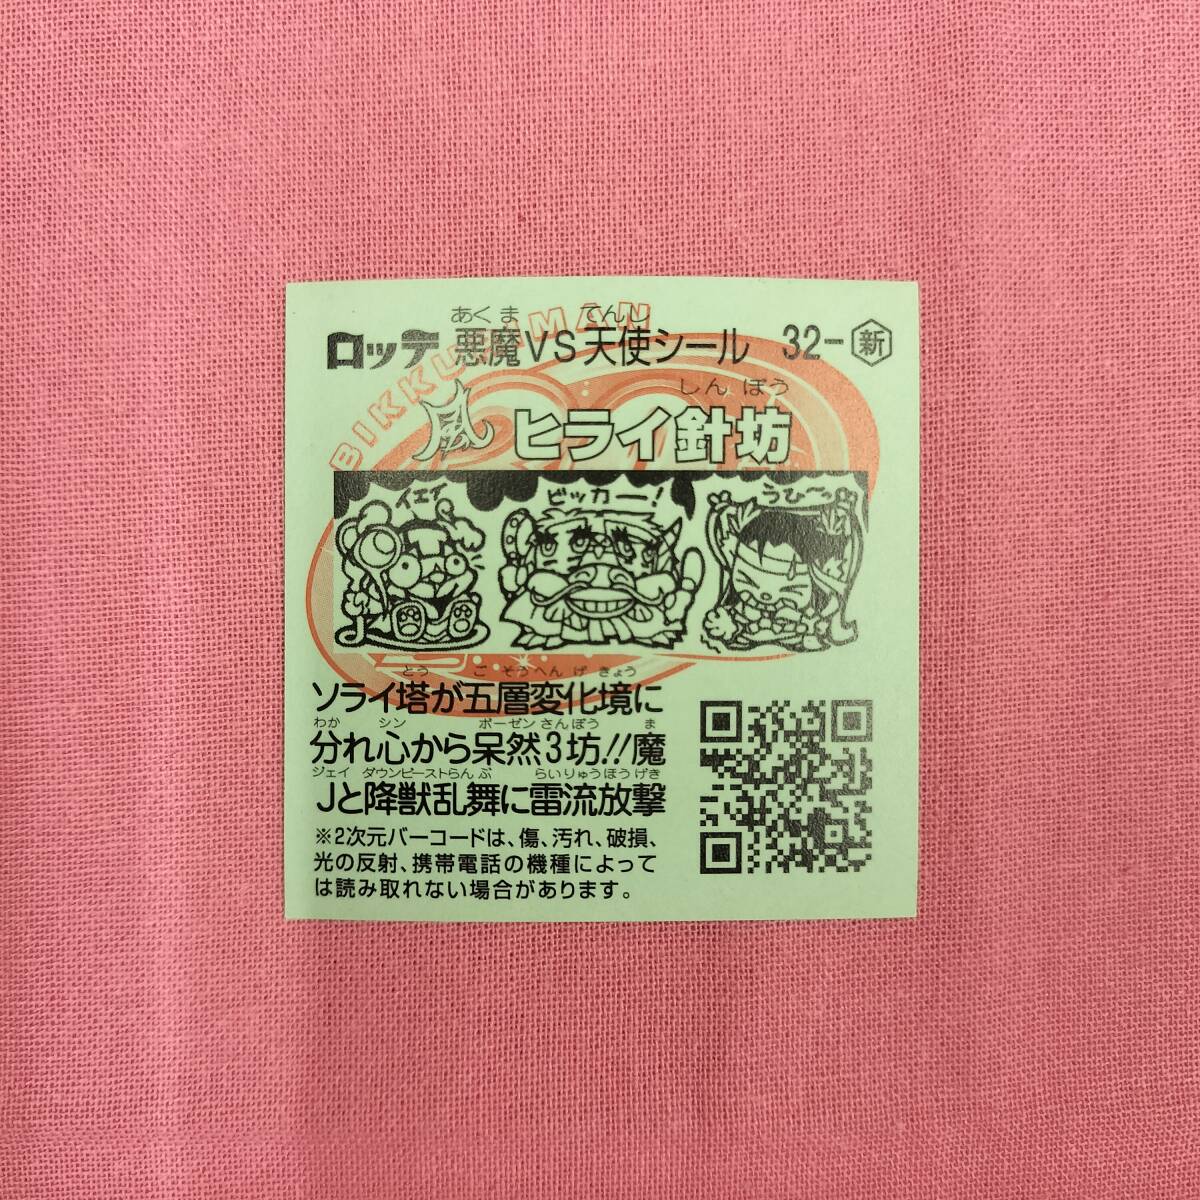 あくま てんし
ロッテ 悪魔VS天使シール 32-新
BIKKURIMAN
しんぼう
風 ヒライ針坊
イエイ ビッカー! うひ〜っ
とう ごそうへんげきょう
ソライ塔が五層変化境に
わか シン ボーゼンさんぼう ま
分れ心から呆然3坊!!魔
ジェイ ダウンビーストらんぶ らいりゅうほうげき
Jと降獣乱舞に雷流放撃
※2次元バーコードは、傷、汚れ、破損、
光の反射、携帯電話の機種によって
は読み取れない場合があります。